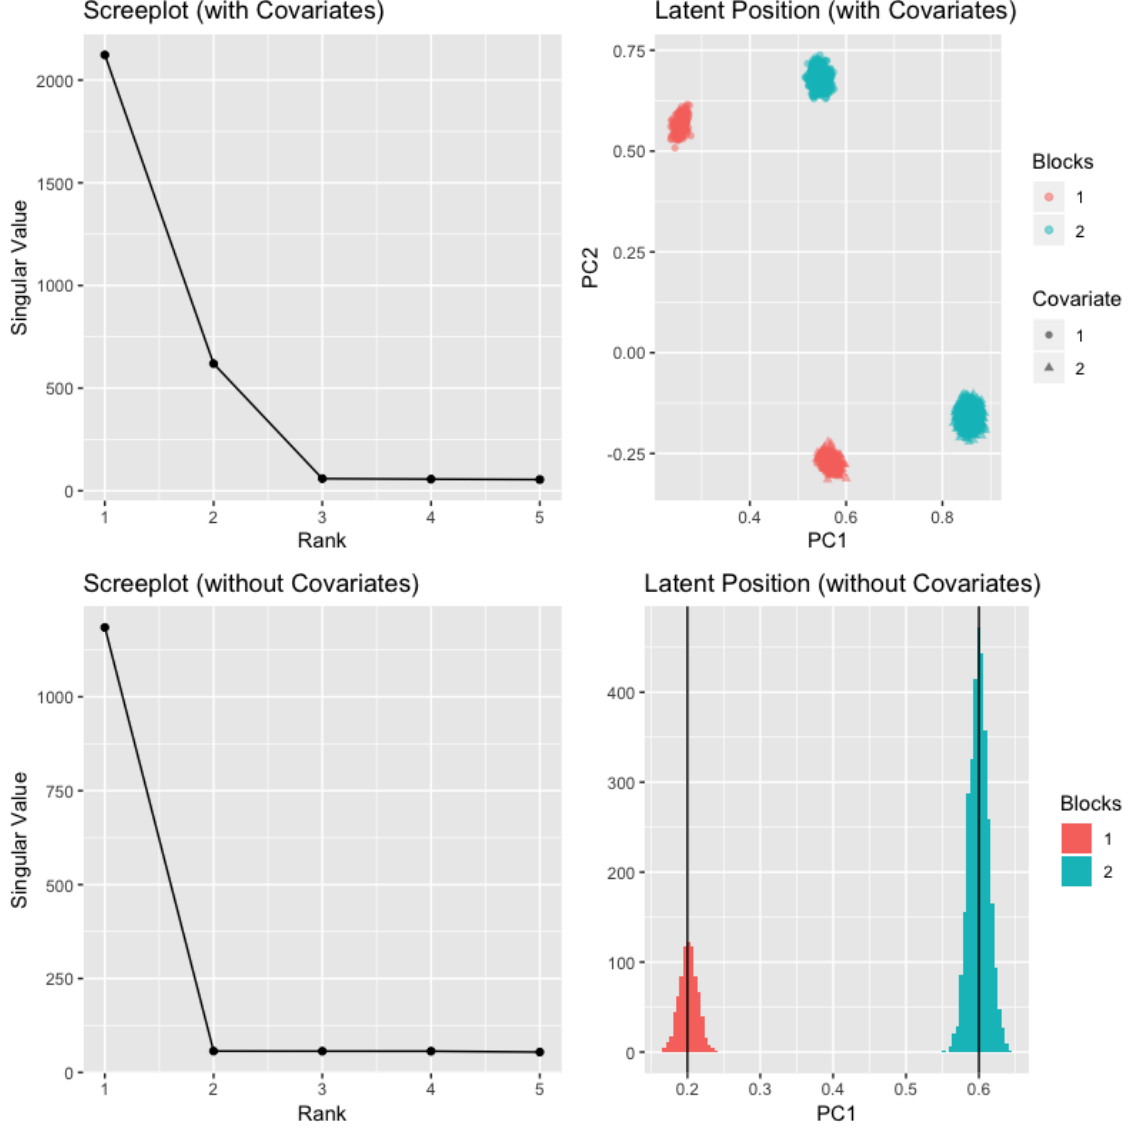 Screeplot (with Covariates)
2000
1500
1000
500
0
Singular Value
1 2 3 4 5
Rank
Latent Position (with Covariates)
0.75
0.50
0.25
0.00
-0.25
PC2
0.4 0.6 0.8
PC1
Blocks
1
2
Covariate
1
2
Screeplot (without Covariates)
1000
750
500
250
0
Singular Value
1 2 3 4 5
Rank
Latent Position (without Covariates)
400
300
200
100
0
0.2 0.3 0.4 0.5 0.6
PC1
Blocks
1
2